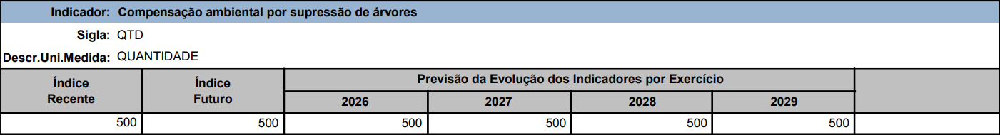 Indicador: Compensação ambiental por supressão de árvores
Sigla: QTD
Descr.Uni.Medida: QUANTIDADE
Índice Recente
Índice Futuro
Previsão da Evolução dos Indicadores por Exercício
2026 2027 2028 2029
500 500 500 500 500 500